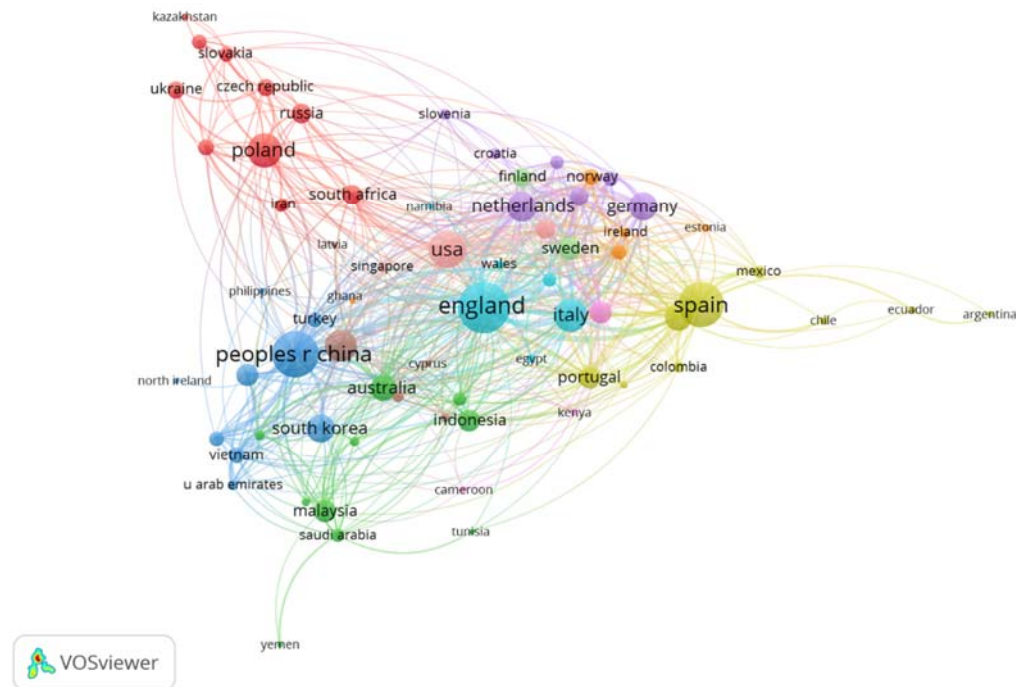 kazakhstan
slovakia
ukraine
czech republic
russia
slovenia
poland
croatia
finland
norway
south africa
iran
namibia
netherlands
germany
ireland
estonia
latvia
usa
sweden
singapore
wales
mexico
philippines
ghana
england
italy
spain
ecuador
argentina
chile
turkey
peoples r china
egypt
cyprus
colombia
north ireland
australia
portugal
kenya
indonesia
south korea
vietnam
u arab emirates
cameroon
malaysia
saudi arabia
tunisia
yemen
VOSviewer